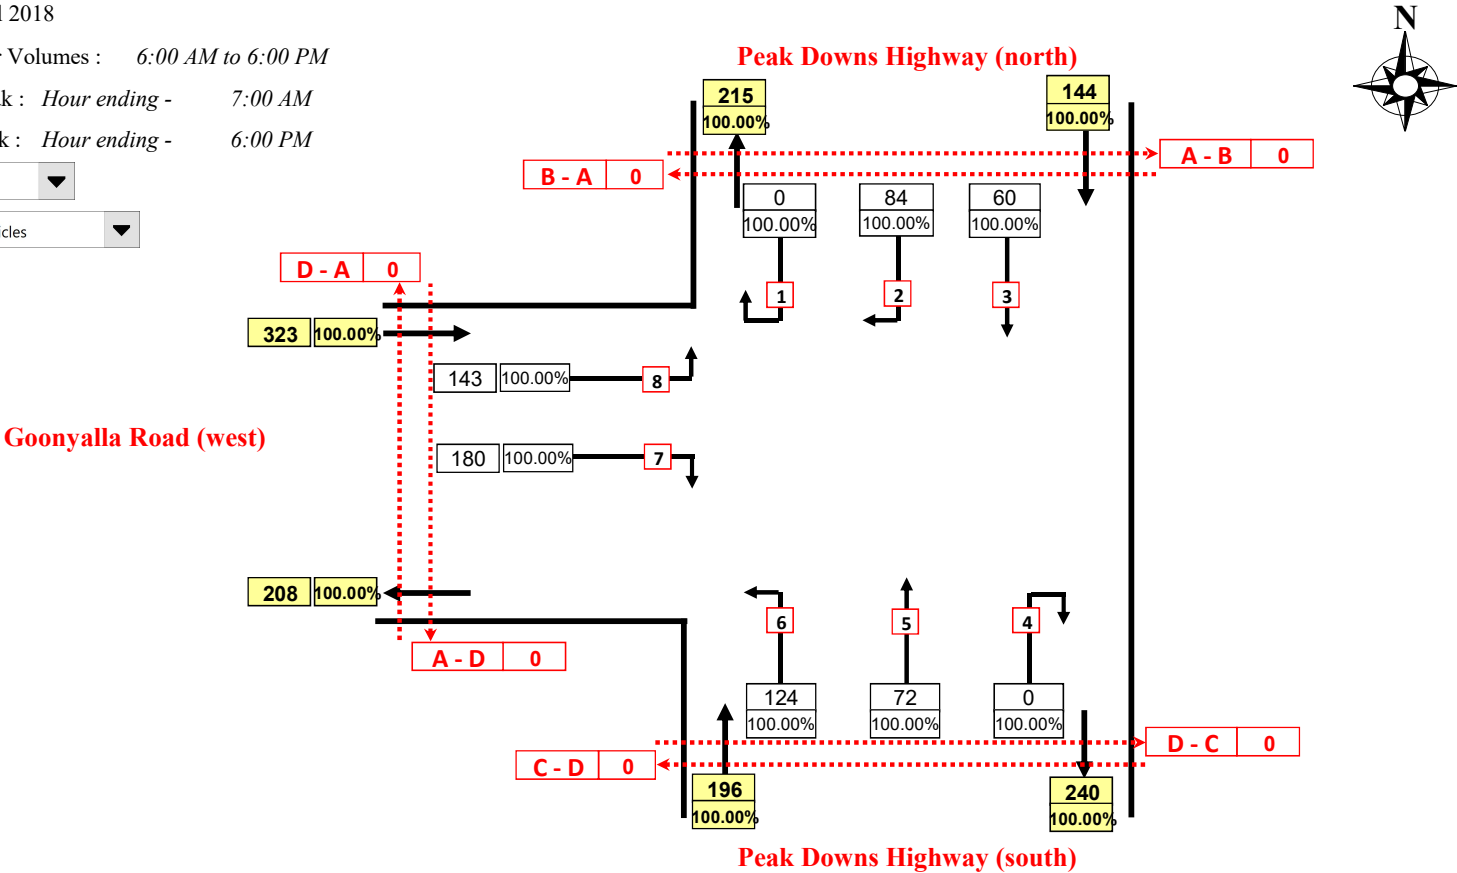 2018
N
Volumes : 6:00 AM to 6:00 PM
Peak Downs Highway (north)
Hour ending - 7:00 AM
215
100.00%
144
100.00%
Hour ending - 6:00 PM
A - B 0
B - A 0
0
100.00%
84
100.00%
60
100.00%
D - A 0
1
2
3
323 100.00%
143 100.00% 8
Goonyalla Road (west)
180 100.00% 7
208 100.00%
6
5
4
A - D 0
124
100.00%
72
100.00%
0
100.00%
D - C 0
C - D 0
196
100.00%
240
100.00%
Peak Downs Highway (south)